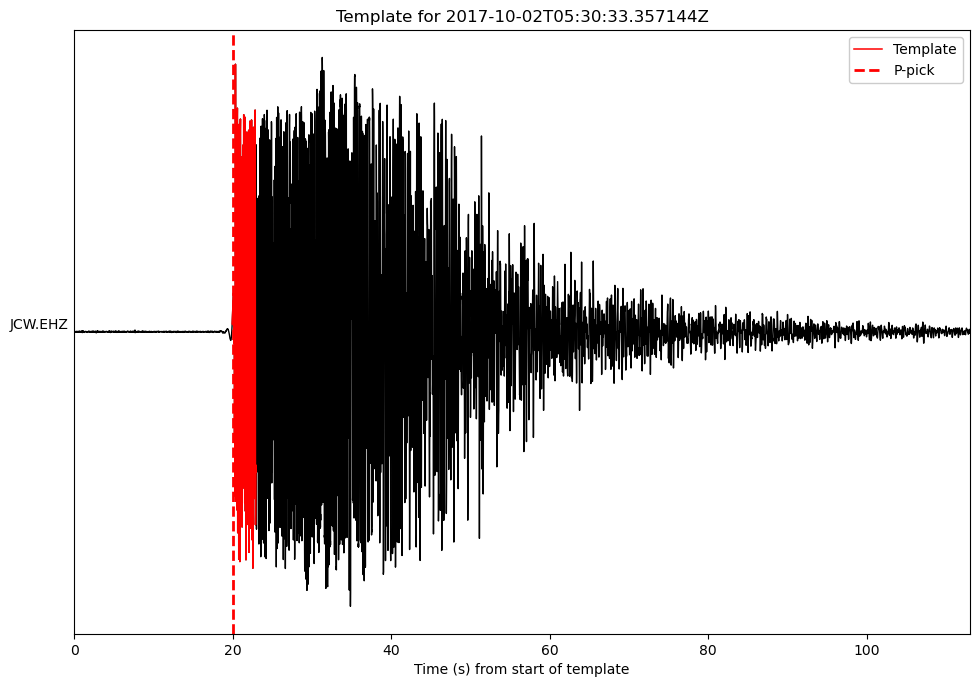 Template for 2017-10-02T05:30:33.357144Z
Template
P-pick
JCW.EHZ
0 20 40 60 80 100
Time (s) from start of template